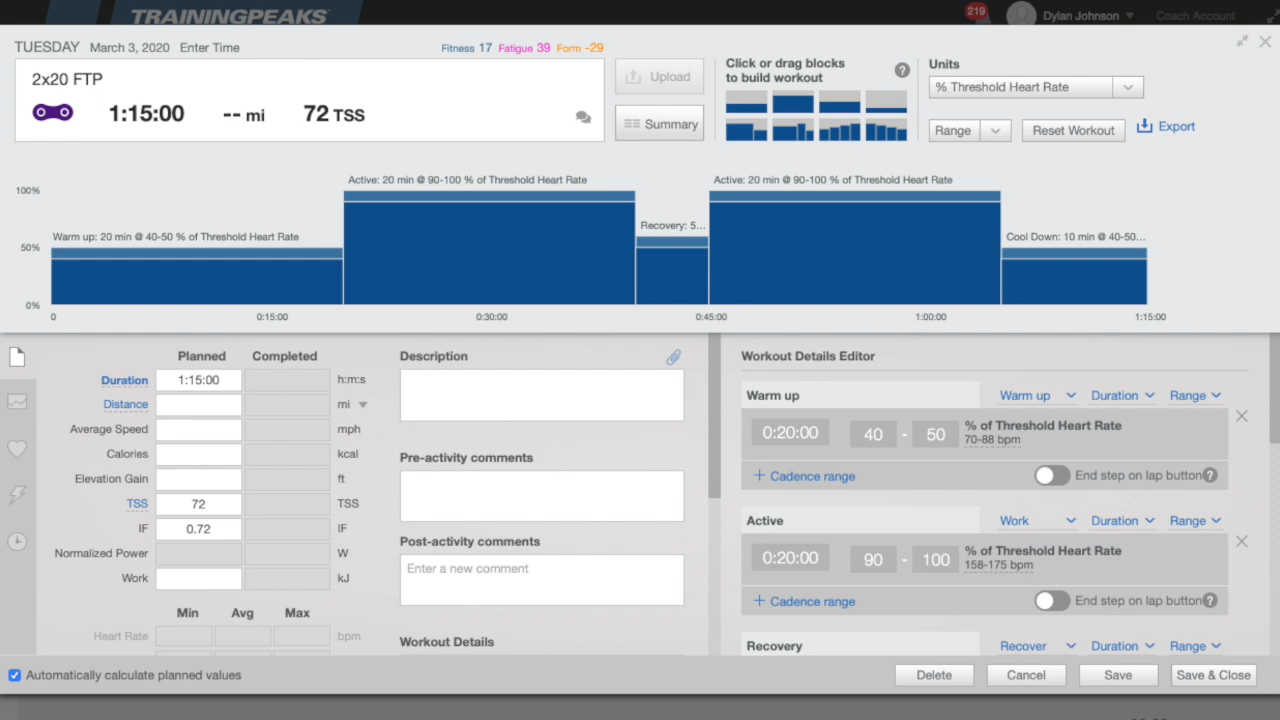 TRAININGPEAKS
219
Dylan Johnson
Coach Account
TUESDAY March 3, 2020 Enter Time
Fitness 17 Fatigue 39 Form -29
2x20 FTP
1:15:00 -- mi 72 TSS
Upload
Summary
Click or drag blocks
to build workout
?
Units
% Threshold Heart Rate
Range
Reset Workout
Export
100%
50%
0%
Warm up: 20 min @ 40-50 % of Threshold Heart Rate
Active: 20 min @ 90-100 % of Threshold Heart Rate
Recovery: 5...
Active: 20 min @ 90-100 % of Threshold Heart Rate
Cool Down: 10 min @ 40-50...
0 0:15:00 0:30:00 0:45:00 1:00:00 1:15:00
Planned Completed
Duration 1:15:00 h:m:s
Distance mi
Average Speed mph
Calories kcal
Elevation Gain ft
TSS 72 TSS
IF 0.72 IF
Normalized Power W
Work kJ
Min Avg Max
Heart Rate bpm
Description
Pre-activity comments
Post-activity comments
Enter a new comment
Workout Details
Workout Details Editor
Warm up Warm up Duration Range
0:20:00 40 - 50 % of Threshold Heart Rate
70-88 bpm
+ Cadence range End step on lap button ?
Active Work Duration Range
0:20:00 90 - 100 % of Threshold Heart Rate
158-175 bpm
+ Cadence range End step on lap button ?
Recovery Recover Duration Range
Automatically calculate planned values
Delete Cancel Save Save & Close